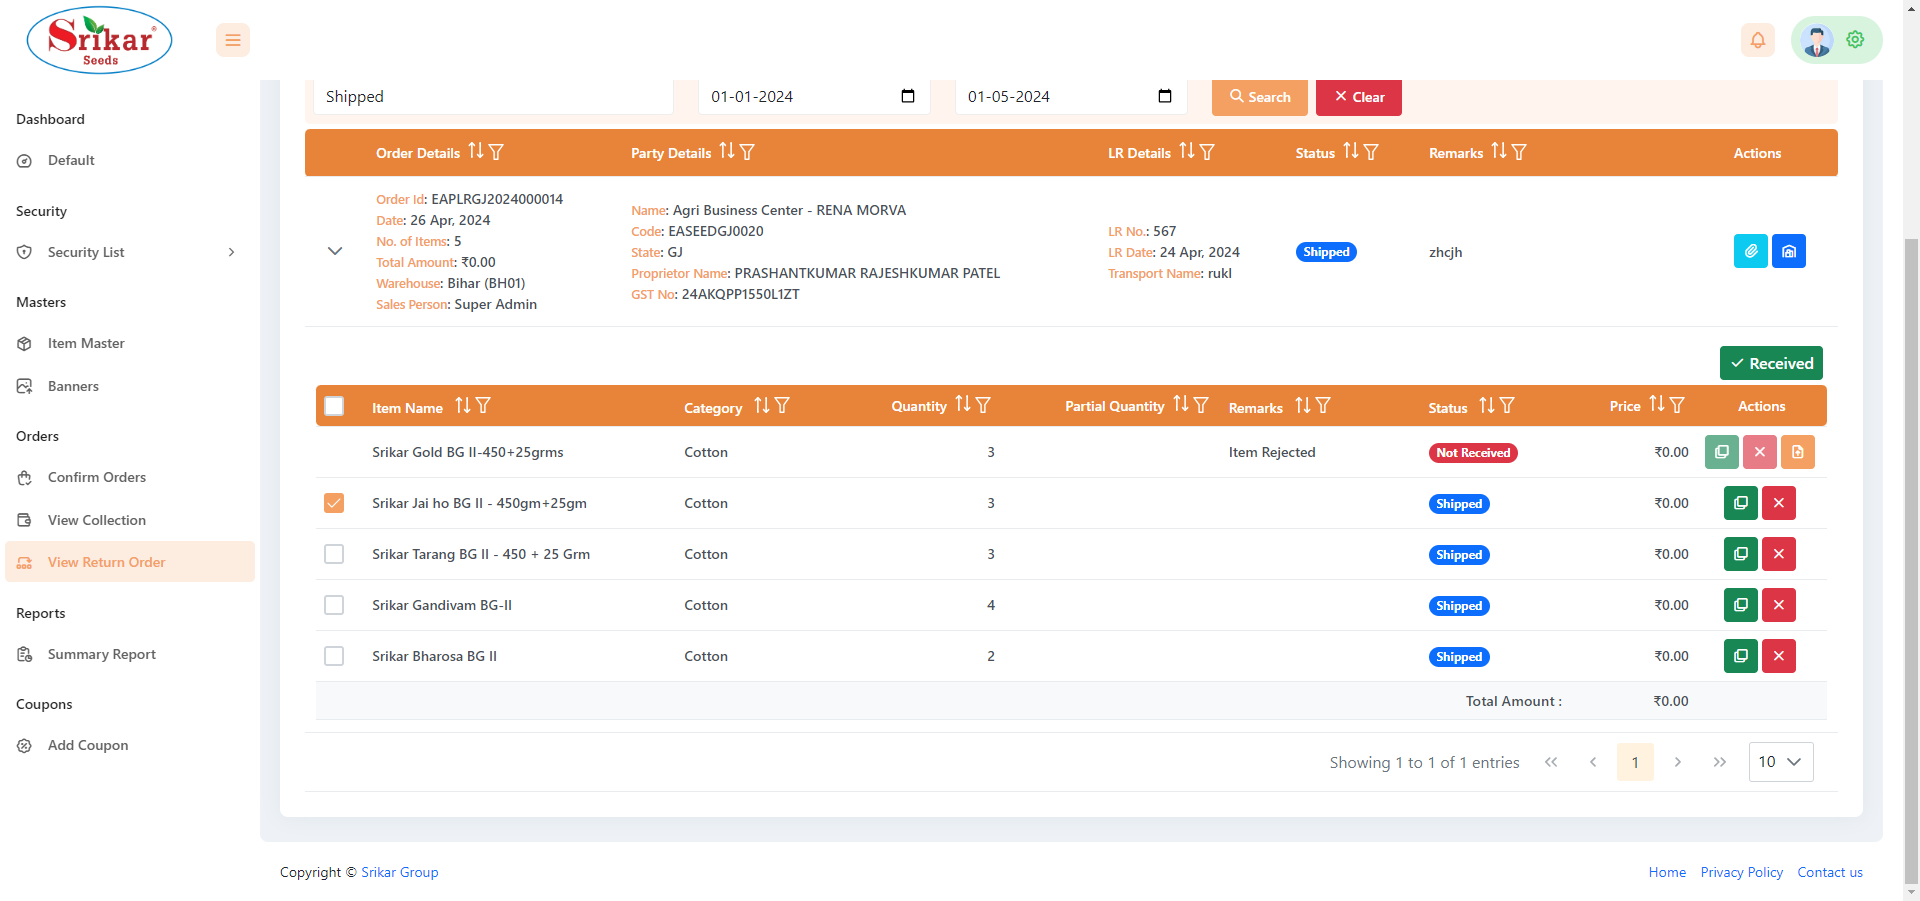 Srikar
Seeds
Shipped
01-01-2024
01-05-2024
Search
Clear
Dashboard
Default
Security
Security List
Masters
Item Master
Banners
Orders
Confirm Orders
View Collection
View Return Order
Reports
Summary Report
Coupons
Add Coupon
Order Details
Party Details
LR Details
Status
Remarks
Actions
Order Id: EAPLRGJ2024000014
Date: 26 Apr, 2024
No. of Items: 5
Total Amount: ₹0.00
Warehouse: Bihar (BH01)
Sales Person: Super Admin
Name: Agri Business Center - RENA MORVA
Code: EASEEDGJ0020
State: GJ
Proprietor Name: PRASHANTKUMAR RAJESHKUMAR PATEL
GST No: 24AKQPP1550L1ZT
LR No.: 567
LR Date: 24 Apr, 2024
Transport Name: rukl
Shipped
zhcjh
Received
Item Name Category Quantity Partial Quantity Remarks Status Price Actions
Srikar Gold BG II-450+25grms Cotton 3 Item Rejected Not Received ₹0.00
Srikar Jai ho BG II - 450gm+25gm Cotton 3 Shipped ₹0.00
Srikar Tarang BG II - 450 + 25 Grm Cotton 3 Shipped ₹0.00
Srikar Gandivam BG-II Cotton 4 Shipped ₹0.00
Srikar Bharosa BG II Cotton 2 Shipped ₹0.00
Total Amount : ₹0.00
Showing 1 to 1 of 1 entries 1 10
Copyright © Srikar Group
Home Privacy Policy Contact us